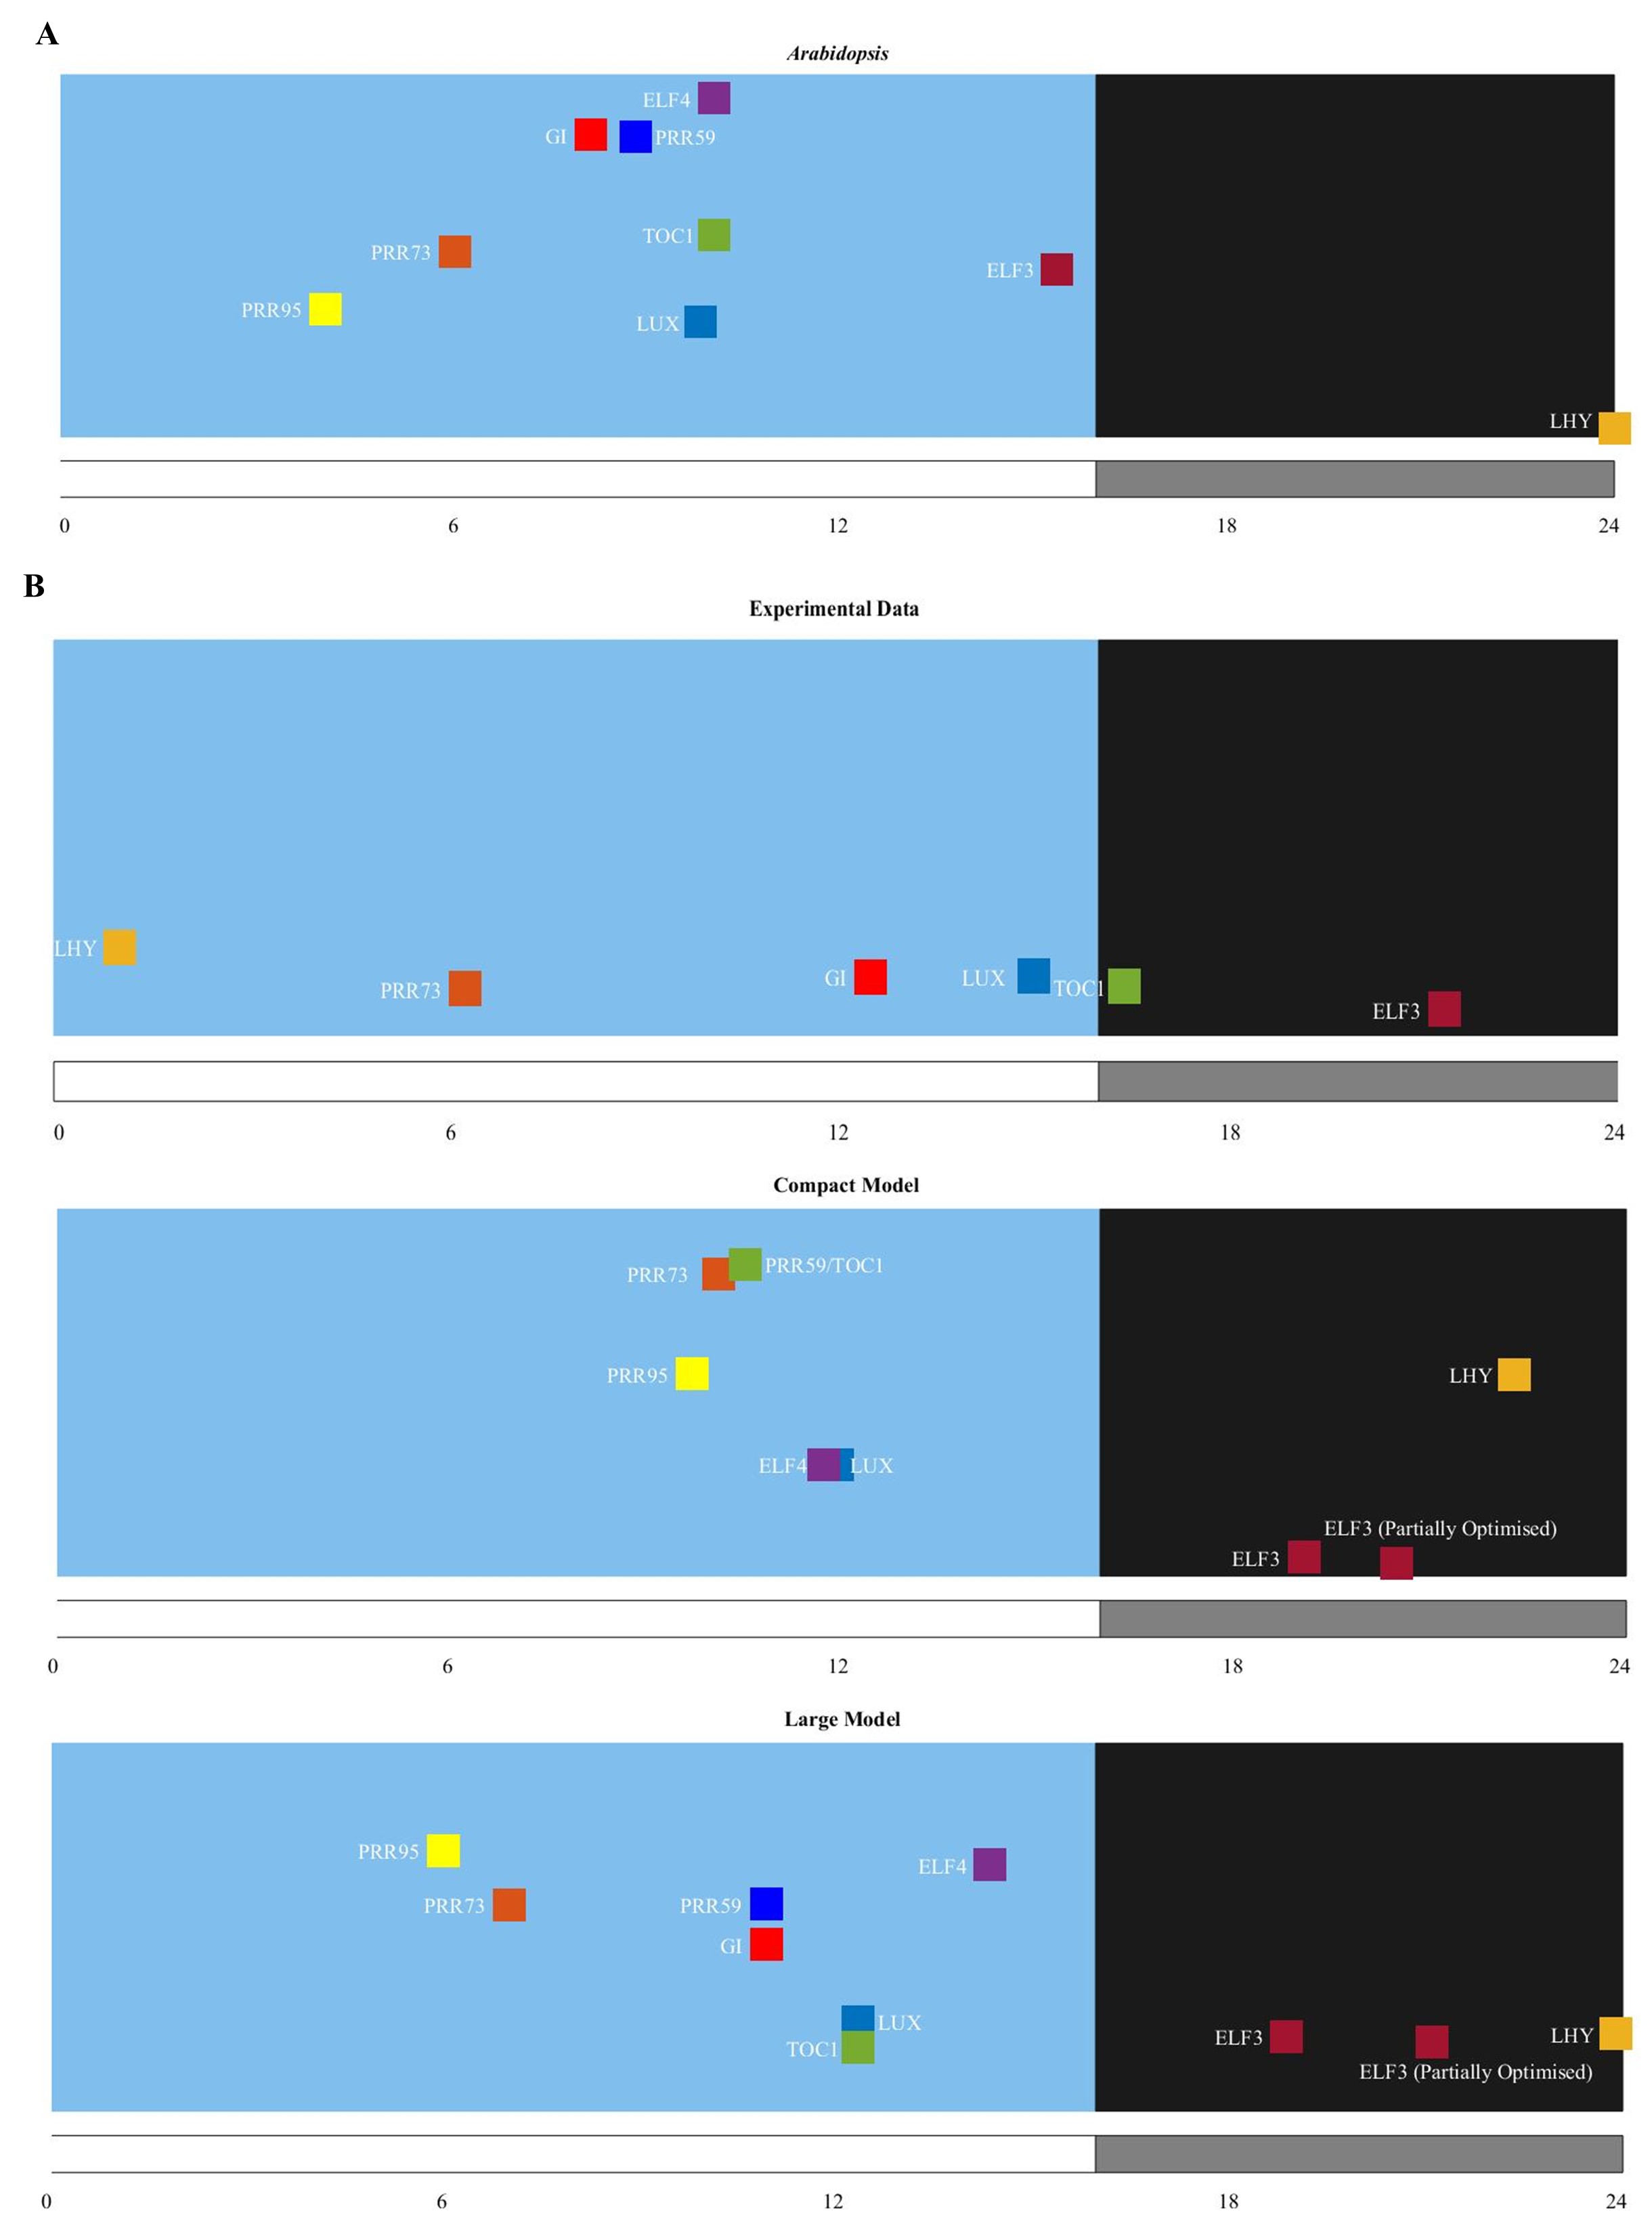 A
Arabidopsis
ELF4
GI
PRR59
TOC1
PRR73
ELF3
PRR95
LUX
LHY
0 6 12 18 24
B
Experimental Data
LHY
PRR73
GI
LUX
TOC1
ELF3
0 6 12 18 24
Compact Model
PRR73
PRR59/TOC1
PRR95
LHY
ELF4
LUX
ELF3 (Partially Optimised)
ELF3
0 6 12 18 24
Large Model
PRR95
ELF4
PRR73
PRR59
GI
LUX
TOC1
ELF3
LHY
ELF3 (Partially Optimised)
0 6 12 18 24